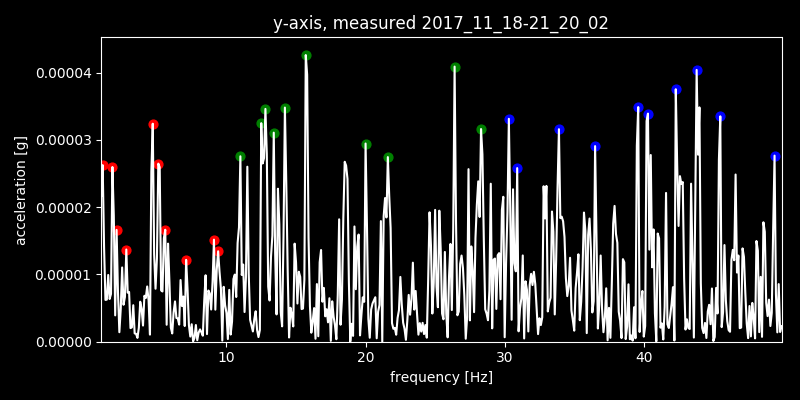 y-axis, measured 2017_11_18-21_20_02
0.00004
0.00003
0.00002
0.00001
0.00000
acceleration [g]
10 20 30 40
frequency [Hz]